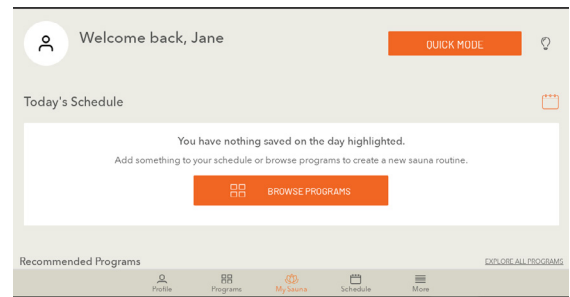 Welcome back, Jane
QUICK MODE
Today's Schedule
You have nothing saved on the day highlighted.
Add something to your schedule or browse programs to create a new sauna routine.
BROWSE PROGRAMS
Recommended Programs
EXPLORE ALL PROGRAMS
Profile
Programs
My Sauna
Schedule
More